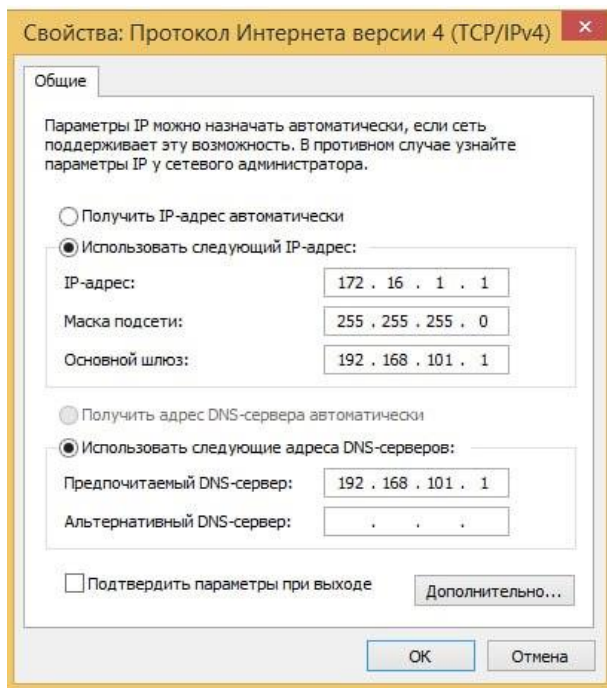 Свойства: Протокол Интернета версии 4 (TCP/IPv4)
Общие
Параметры IP можно назначать автоматически, если сеть
поддерживает эту возможность. В противном случае узнайте
параметры IP у сетевого администратора.
Получить IP-адрес автоматически
Использовать следующий IP-адрес:
IP-адрес: 172 . 16 . 1 . 1
Маска подсети: 255 . 255 . 255 . 0
Основной шлюз: 192 . 168 . 101 . 1
Получить адрес DNS-сервера автоматически
Использовать следующие адреса DNS-серверов:
Предпочитаемый DNS-сервер: 192 . 168 . 101 . 1
Альтернативный DNS-сервер: . . .
Подтвердить параметры при выходе Дополнительно...
ОК Отмена